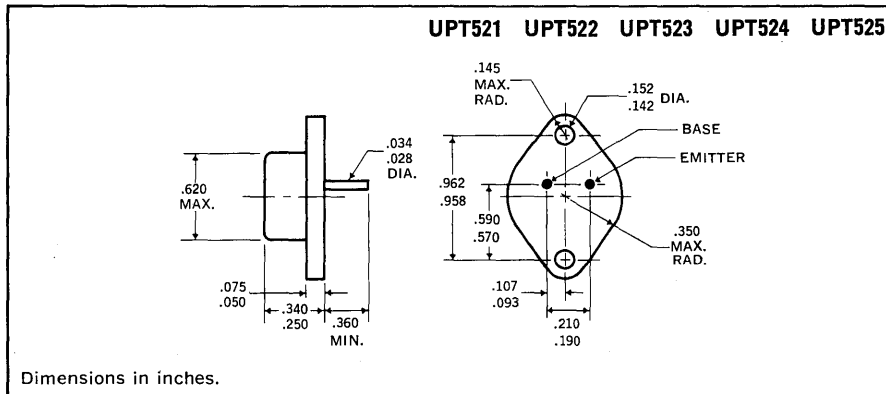 UPT521 UPT522 UPT523 UPT524 UPT525
.145
MAX.
RAD.
.152
.142
DIA.
BASE
EMITTER
.034
.028
DIA.
.620
MAX.
.962
.958
.590
.570
.350
MAX.
RAD.
.075
.050
.340
.250
.360
MIN.
.107
.093
.210
.190
Dimensions in inches.